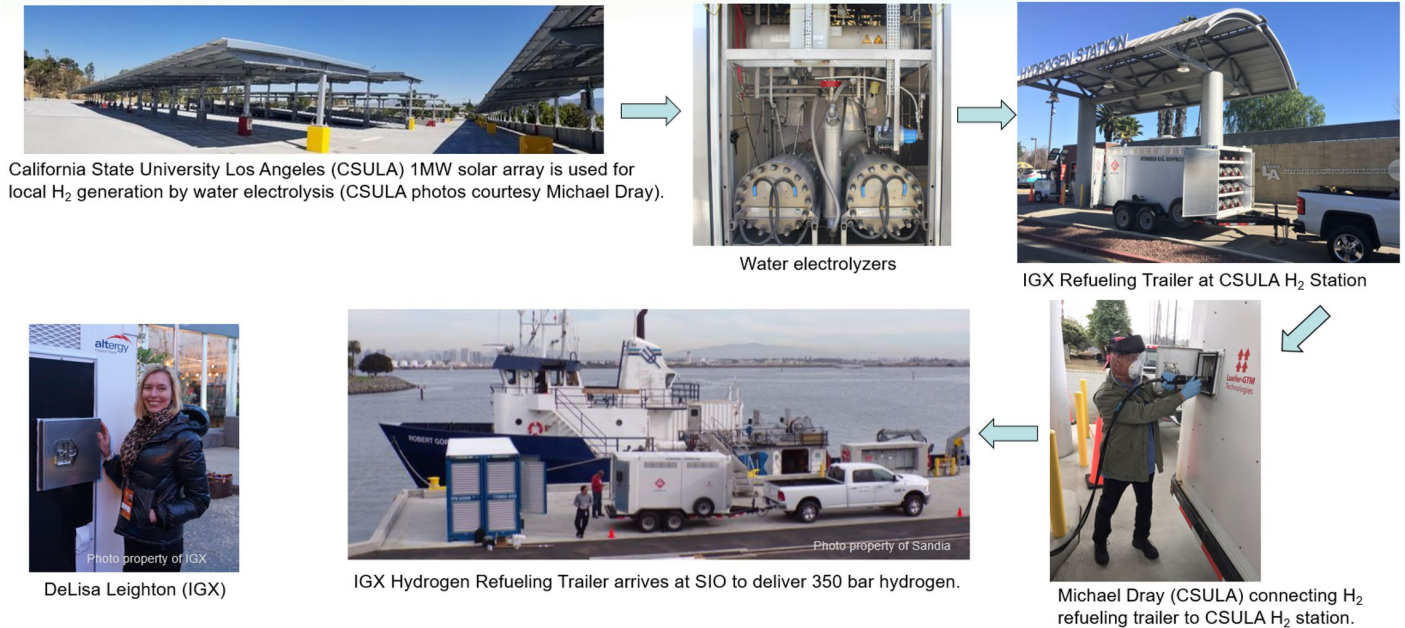 California State University Los Angeles (CSULA) 1MW solar array is used for
local H₂ generation by water electrolysis (CSULA photos courtesy Michael Dray).
Water electrolyzers
HYDROGEN STATION
LA
IGX Refueling Trailer at CSULA H₂ Station
altergy
Photo property of IGX
DeLisa Leighton (IGX)
Photo property of Sandia
IGX Hydrogen Refueling Trailer arrives at SIO to deliver 350 bar hydrogen.
Luxfer-GTM
Technologies
Michael Dray (CSULA) connecting H₂
refueling trailer to CSULA H₂ station.